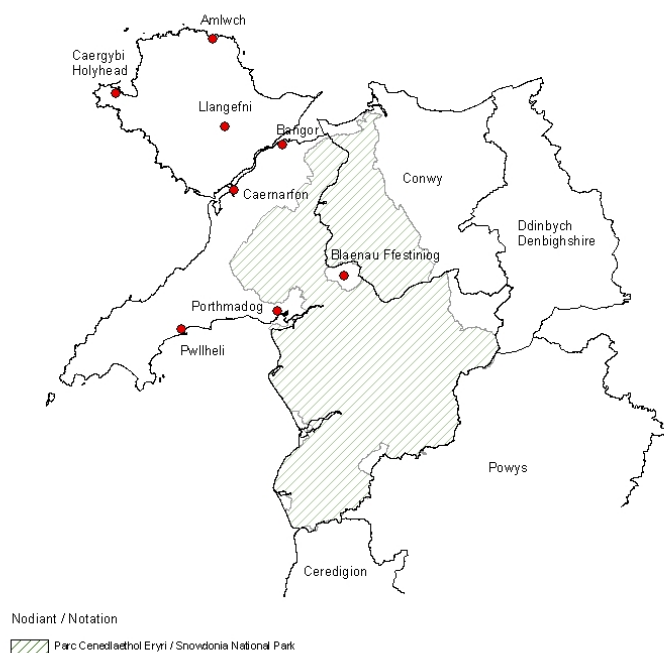 Amlwch
Caergybi
Holyhead
Llangefni
Bangor
Caernarfon
Conwy
Ddinbych
Denbighshire
Blaenau Ffestiniog
Porthmadog
Pwllheli
Powys
Ceredigion
Nodiant / Notation
Parc Cenedlaethol Eryri / Snowdonia National Park